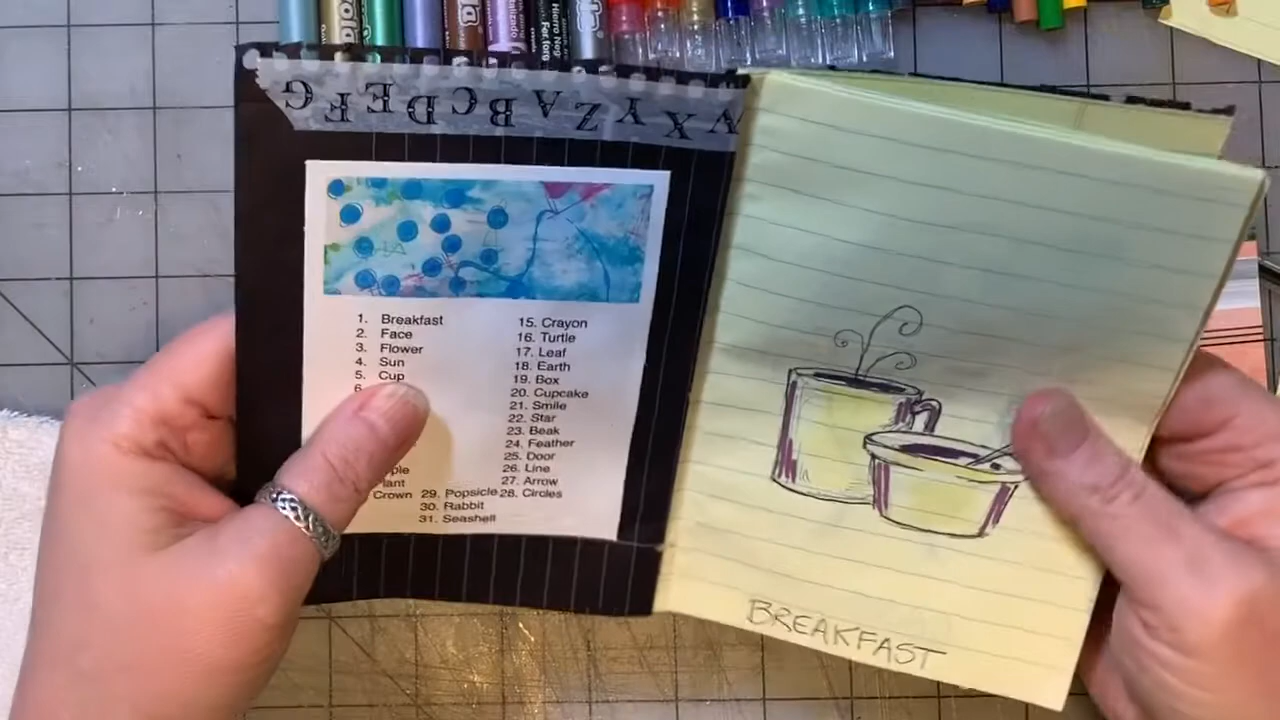 G F E D C B A Z Y X W
1. Breakfast
2. Face
3. Flower
4. Sun
5. Cup
6.
Crown
15. Crayon
16. Turtle
17. Leaf
18. Earth
19. Box
20. Cupcake
21. Smile
22. Star
23. Beak
24. Feather
25. Door
26. Line
27. Arrow
28. Circles
29. Popsicle
30. Rabbit
31. Seashell
BREAKFAST